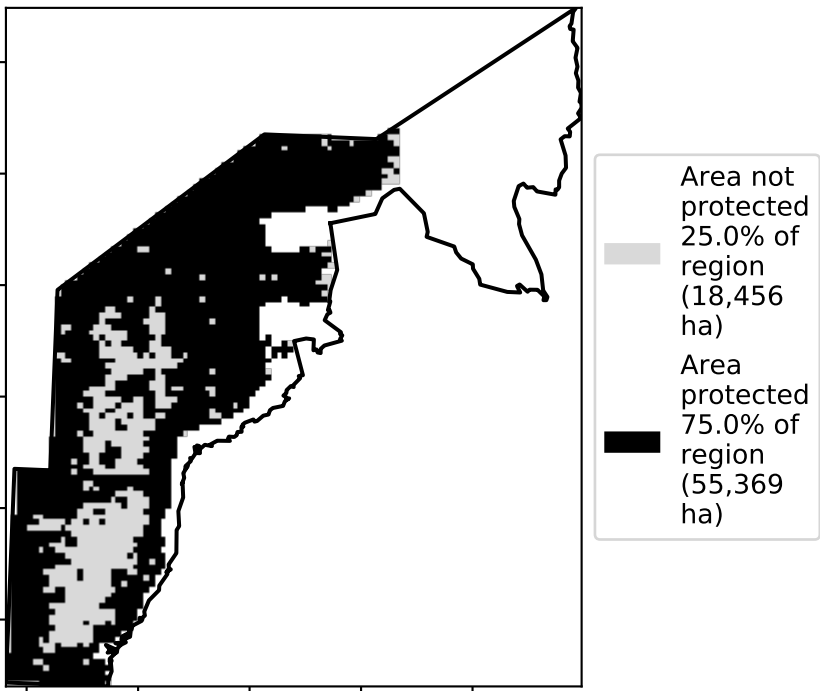 Area not
protected
25.0% of
region
(18,456
ha)
Area
protected
75.0% of
region
(55,369
ha)